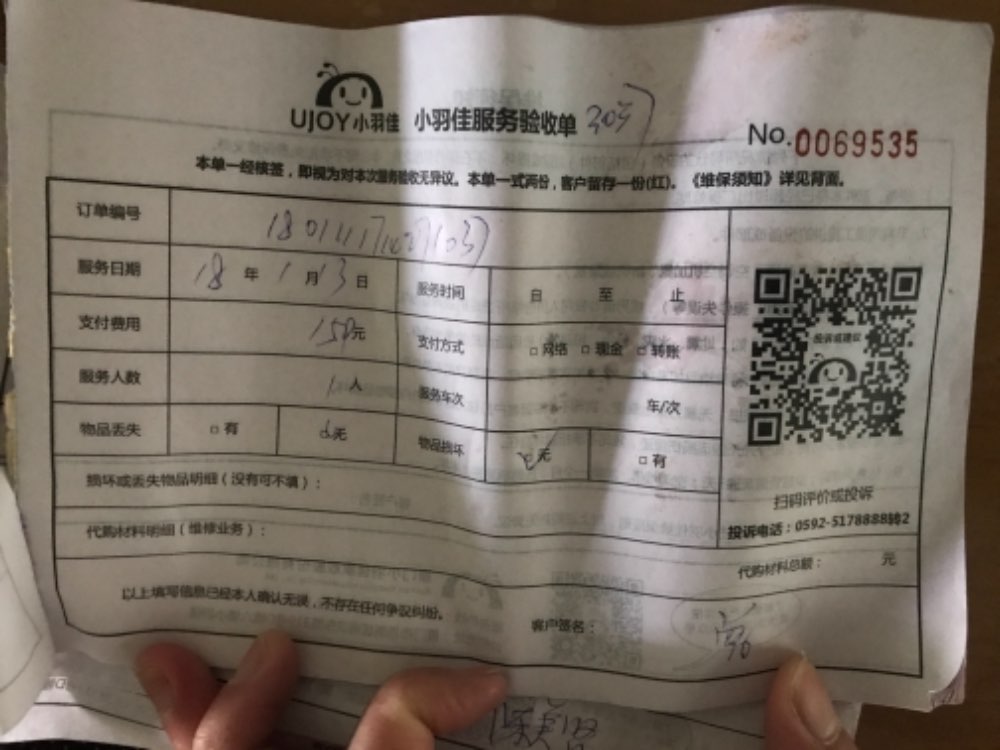 UJOY小羽佳 小羽佳服务验收单
No.0069535
本单一经核签，即视为对本次服务验收无异议。本单一式两份，客户留存一份(红)。《维保须知》详见背面。
订单编号
服务日期 18 年 1 月 13 日 服务时间 自 至 止
支付费用 150元 支付方式 □网络 □现金 □转账
服务人数 1人 服务车次 车/次
物品丢失 □有 ☑无 物品损坏 ☑无 □有
投诉或建议
扫码评价或投诉
投诉电话：0592-5178888转2
损坏或丢失物品明细（没有可不填）：
代购材料明细（维修业务）：
代购材料总额： 元
以上填写信息已经本人确认无误，不存在任何争议纠纷。 客户签名：